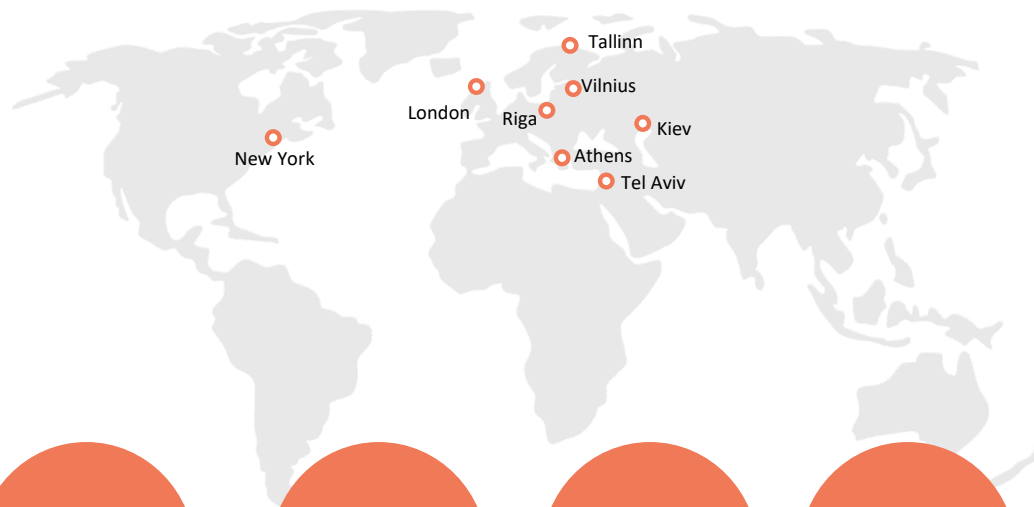 Tallinn
Vilnius
London
Riga
Kiev
New York
Athens
Tel Aviv